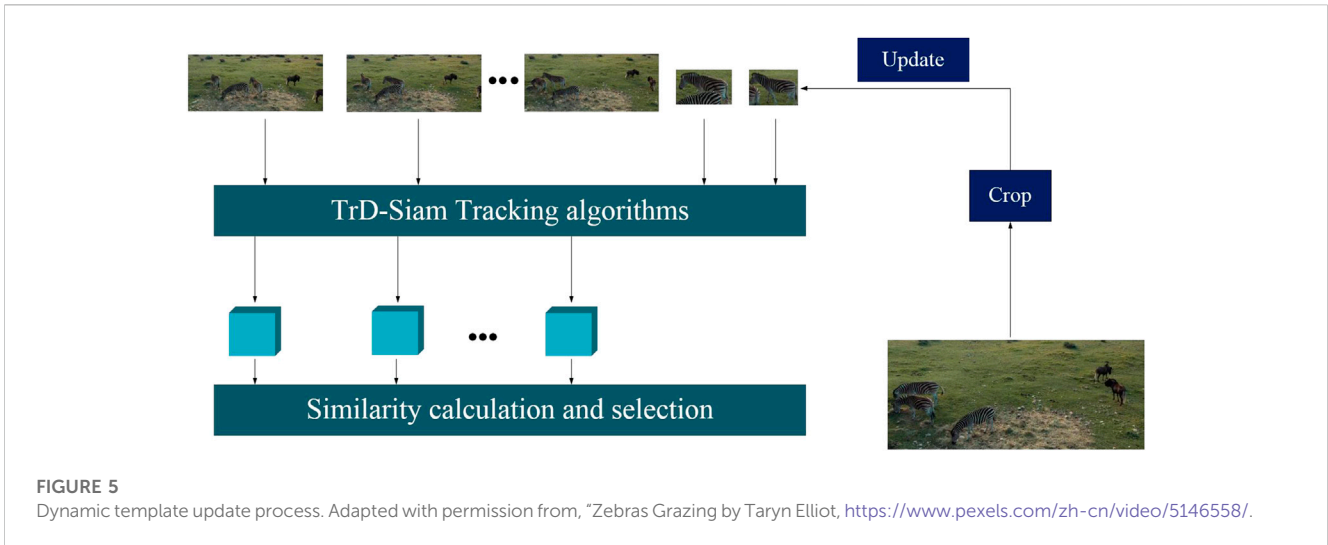 Update
Crop
TrD-Siam Tracking algorithms
Similarity calculation and selection
FIGURE 5
Dynamic template update process. Adapted with permission from, “Zebras Grazing by Taryn Elliot, https://www.pexels.com/zh-cn/video/5146558/.